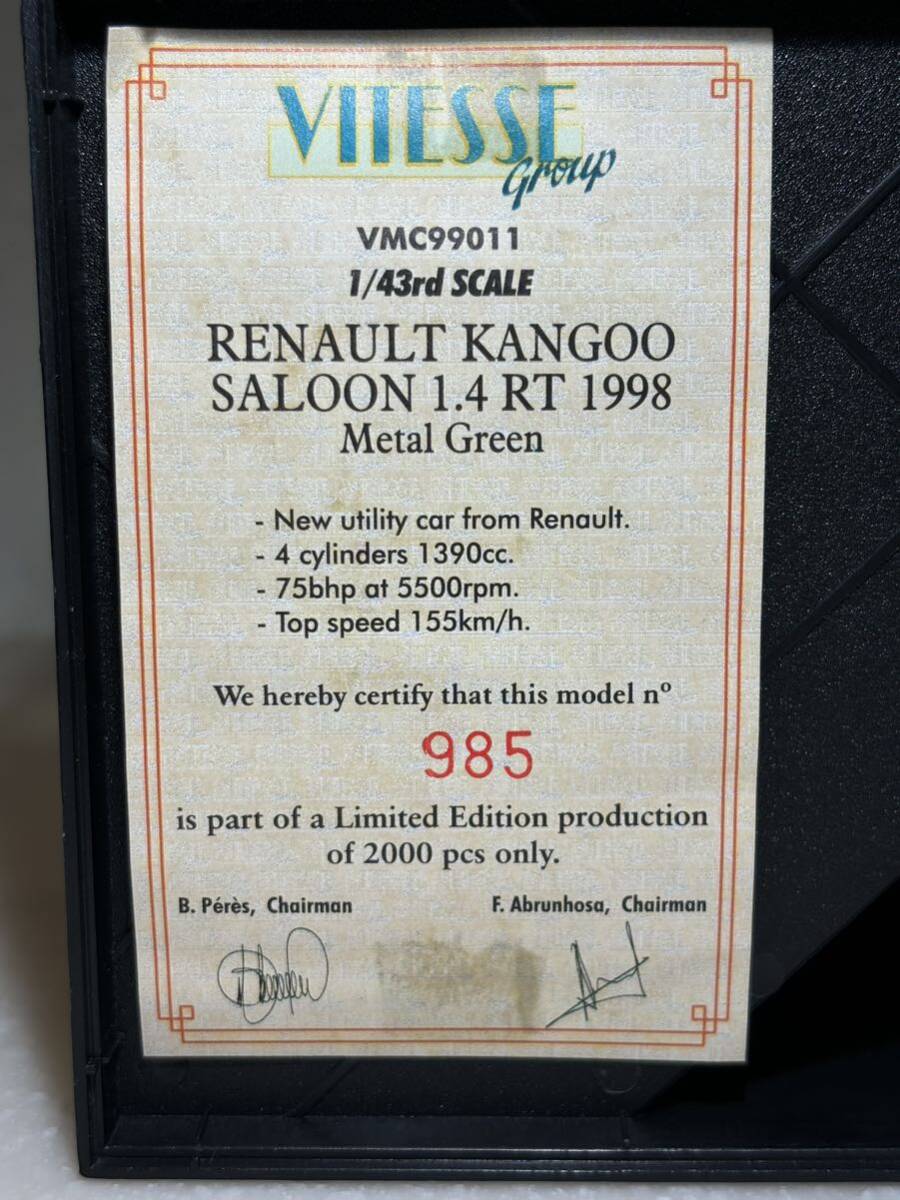 VITESSE
Group
VMC99011
1/43rd SCALE
RENAULT KANGOO
SALOON 1.4 RT 1998
Metal Green
- New utility car from Renault.
- 4 cylinders 1390cc.
- 75bhp at 5500rpm.
- Top speed 155km/h.
We hereby certify that this model nº
985
is part of a Limited Edition production
of 2000 pcs only.
B. Pérès, Chairman F. Abrunhosa, Chairman